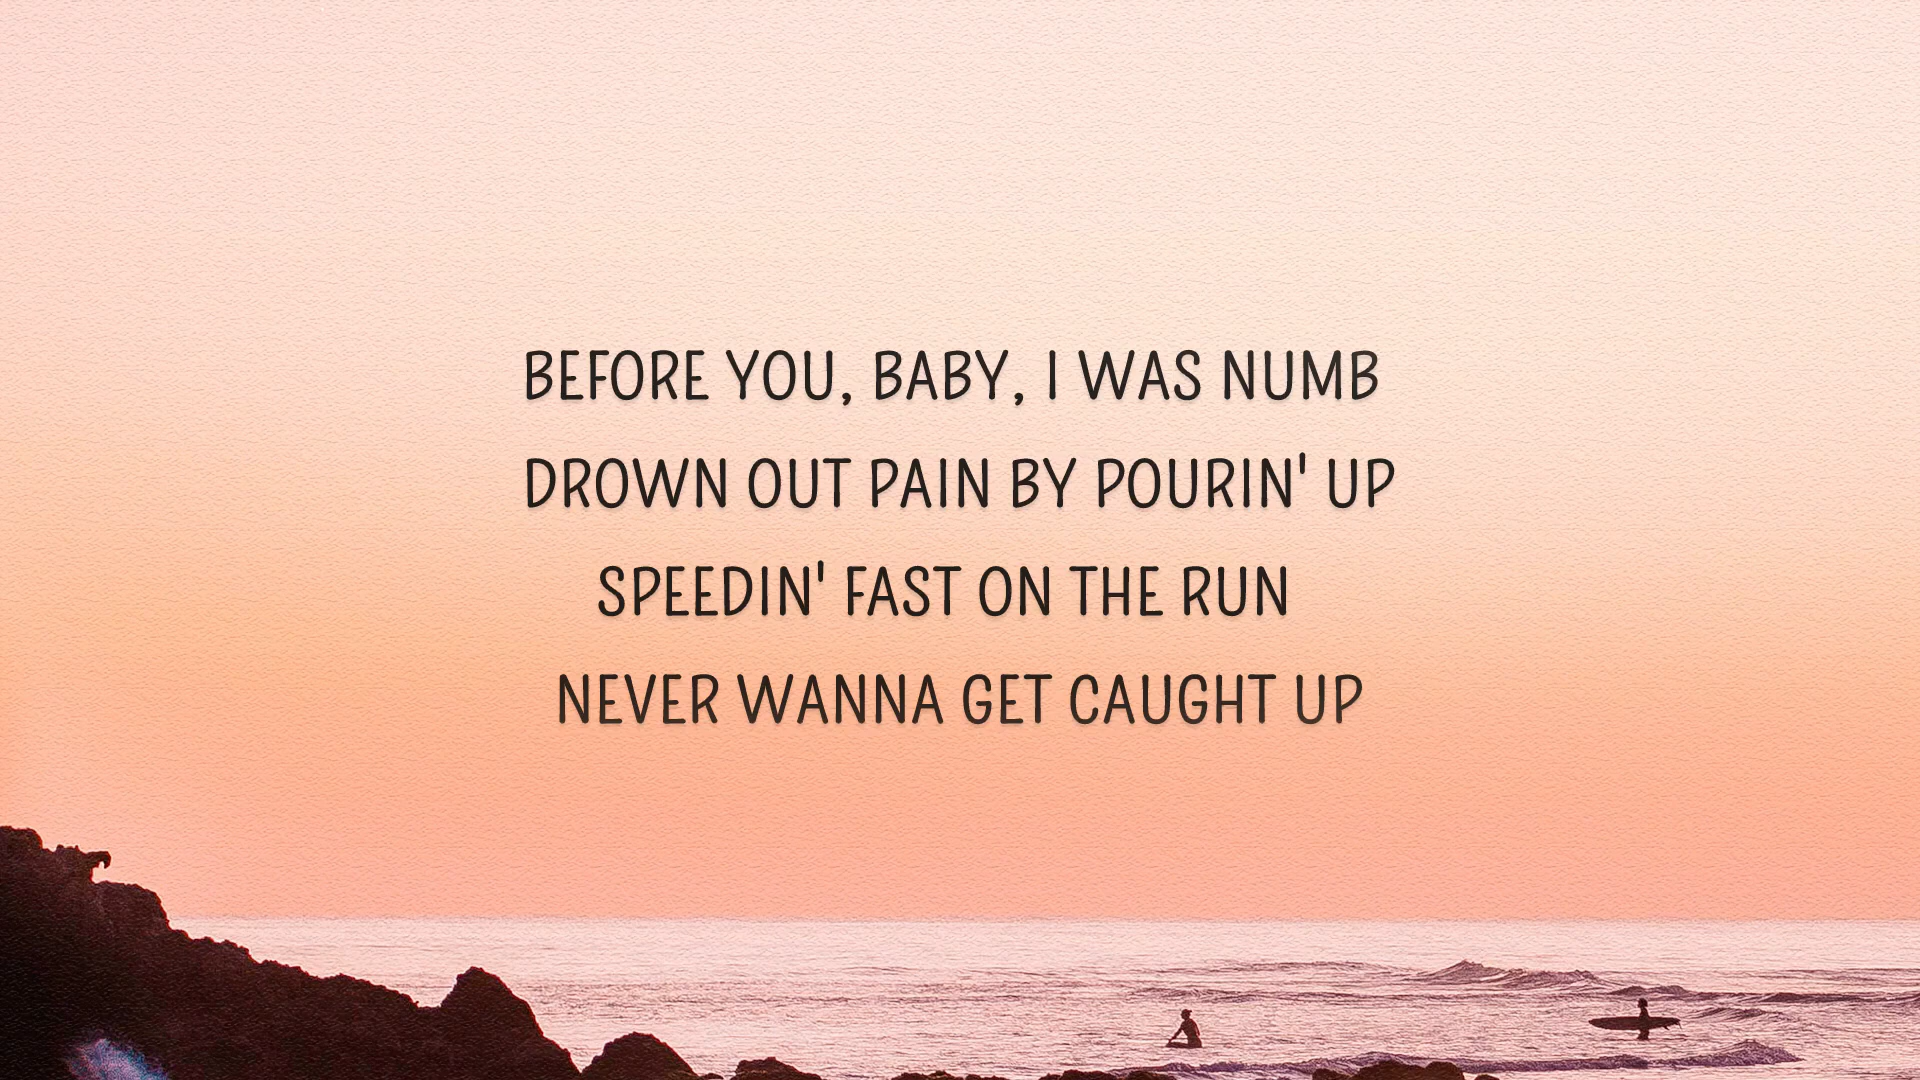 BEFORE YOU, BABY, I WAS NUMB
DROWN OUT PAIN BY POURIN' UP
SPEEDIN' FAST ON THE RUN
NEVER WANNA GET CAUGHT UP